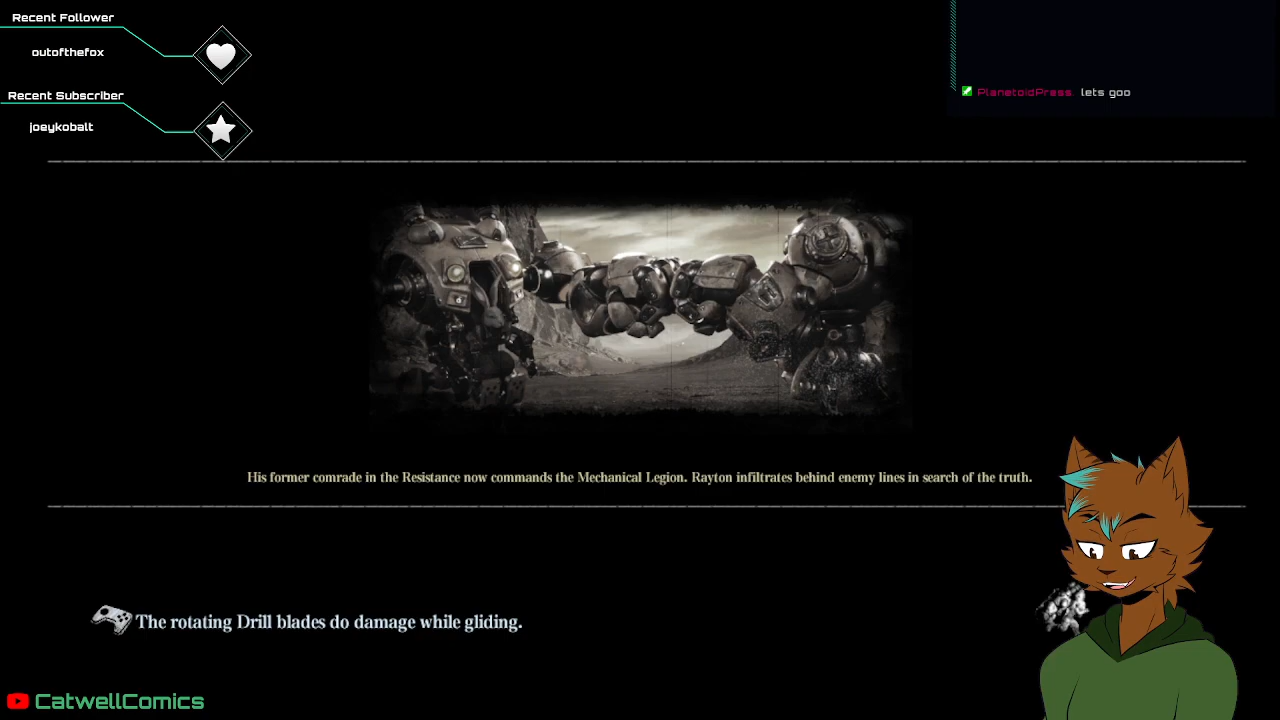 Recent Follower
outofthefox
Recent Subscriber
joeykobalt
PlanetoidPress: lets goo
His former comrade in the Resistance now commands the Mechanical Legion. Rayton infiltrates behind enemy lines in search of the truth.
The rotating Drill blades do damage while gliding.
CatwellComics